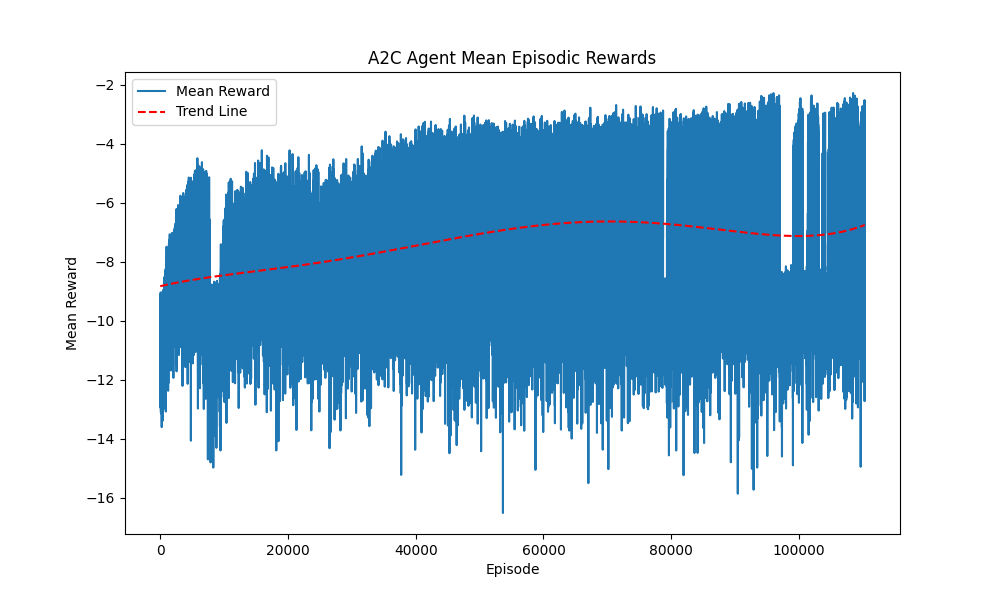 A2C Agent Mean Episodic Rewards
Mean Reward
Trend Line
−2
−4
−6
−8
−10
−12
−14
−16
Mean Reward
0
20000
40000
60000
80000
100000
Episode